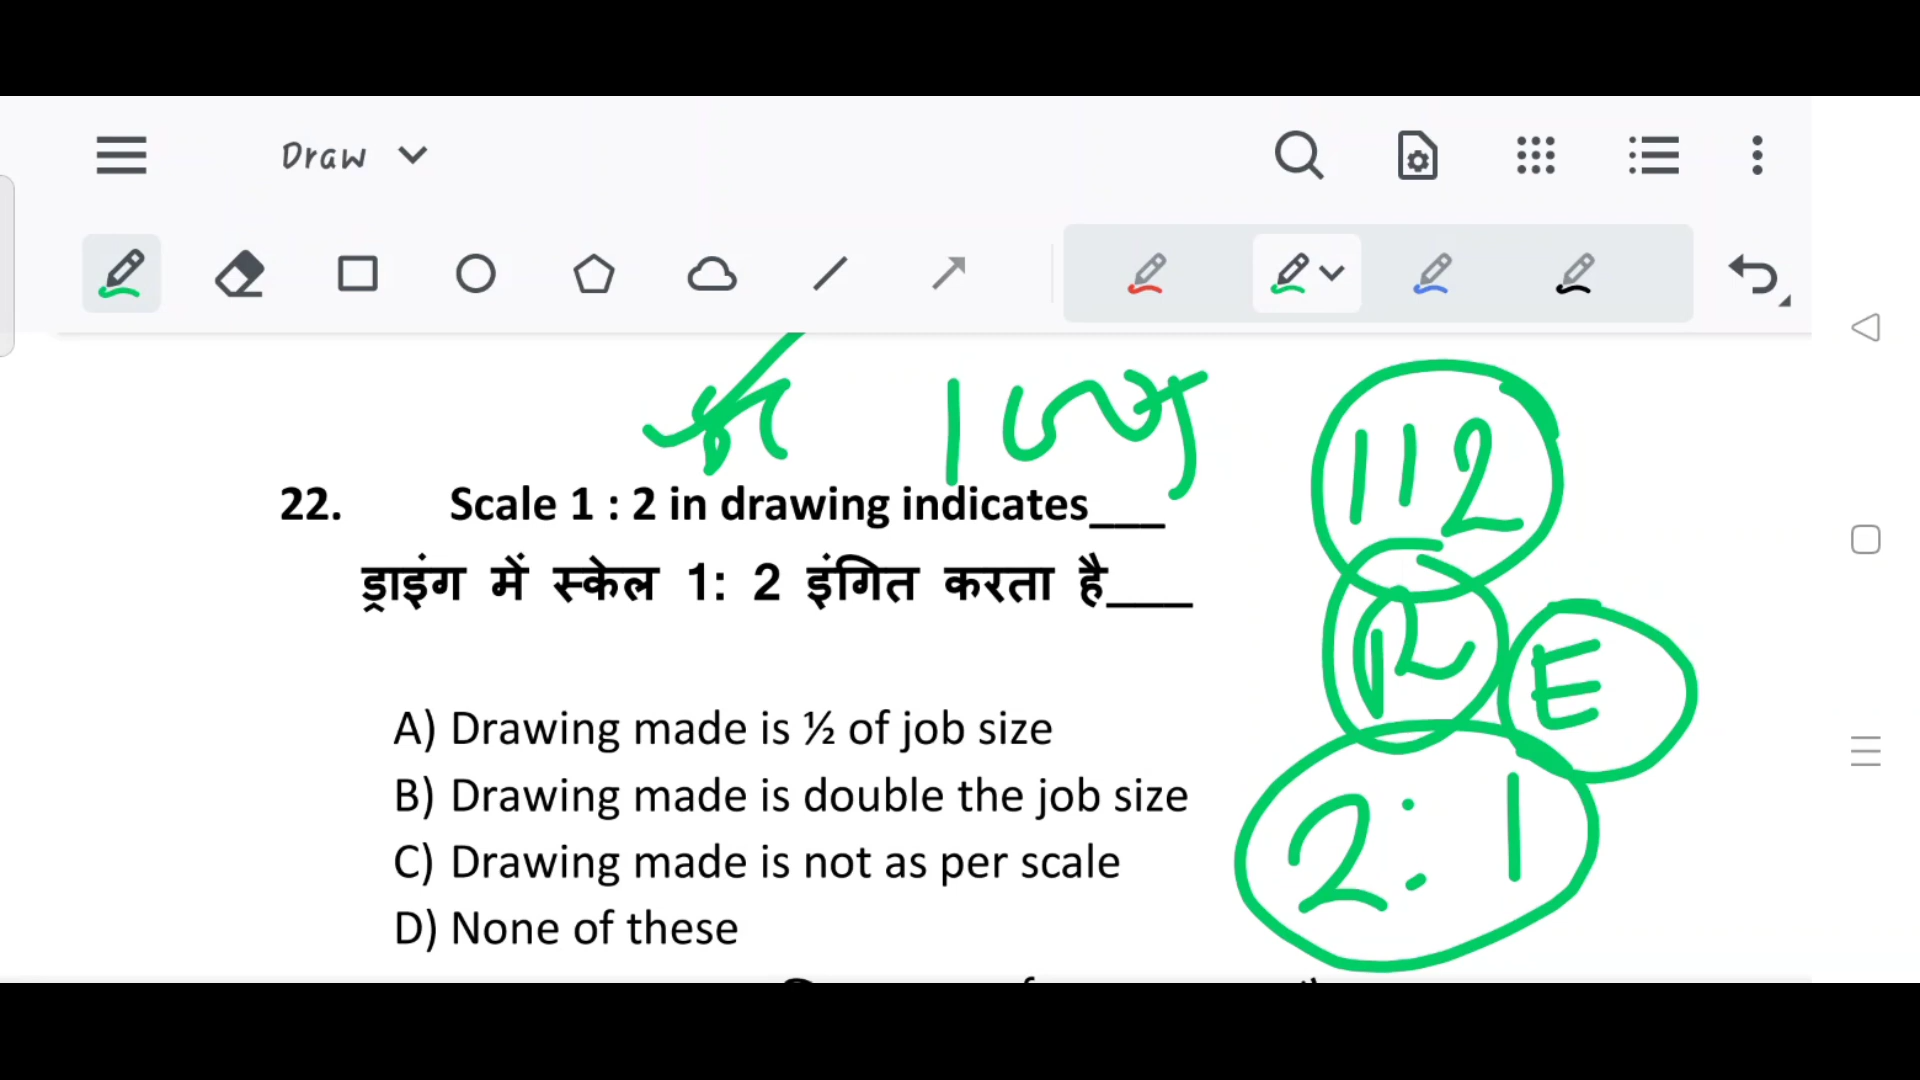 Draw
112
22. Scale 1 : 2 in drawing indicates___
ड्राइंग में स्केल 1: 2 इंगित करता है___
R
E
A) Drawing made is ½ of job size
B) Drawing made is double the job size
C) Drawing made is not as per scale
D) None of these
2:1